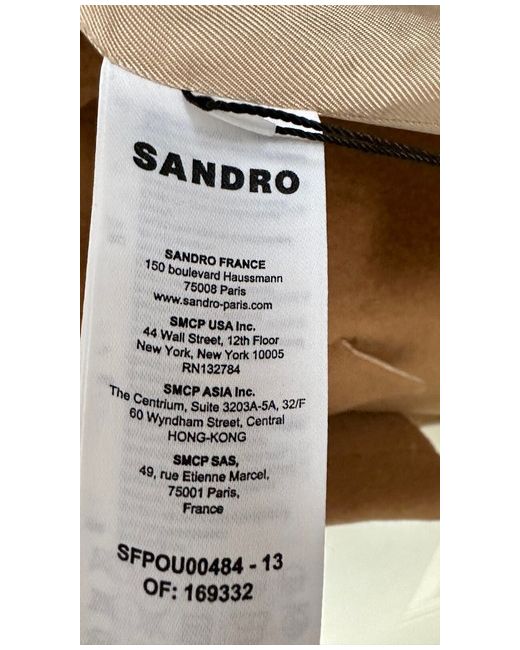 SANDRO
SANDRO FRANCE
150 boulevard Haussmann
75008 Paris
www.sandro-paris.com
SMCP USA Inc.
44 Wall Street, 12th Floor
New York, New York 10005
RN132784
SMCP ASIA Inc.
The Centrium, Suite 3203A-5A, 32/F
60 Wyndham Street, Central
HONG-KONG
SMCP SAS,
49, rue Etienne Marcel,
75001 Paris,
France
SFPOU00484 - 13
OF: 169332